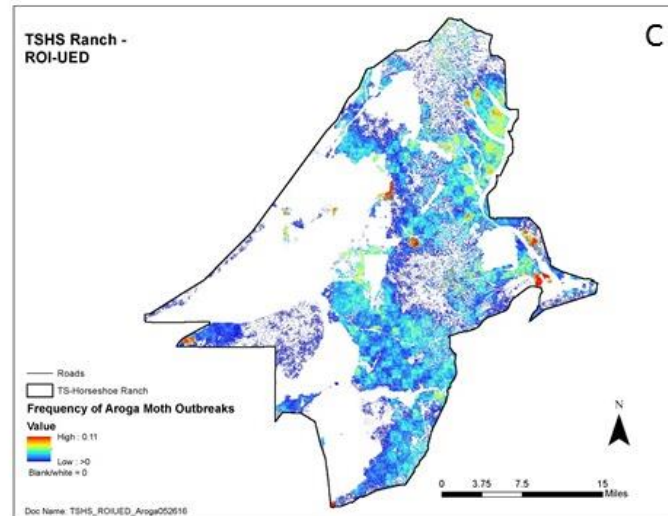 TSHS Ranch -
ROI-UED
C
Roads
TS-Horseshoe Ranch
Frequency of Aroga Moth Outbreaks
Value
High : 0.11
Low : >0
Blank/white = 0
N
0 3.75 7.5 15
Miles
Doc Name: TSHS_ROIUED_Aroga052616